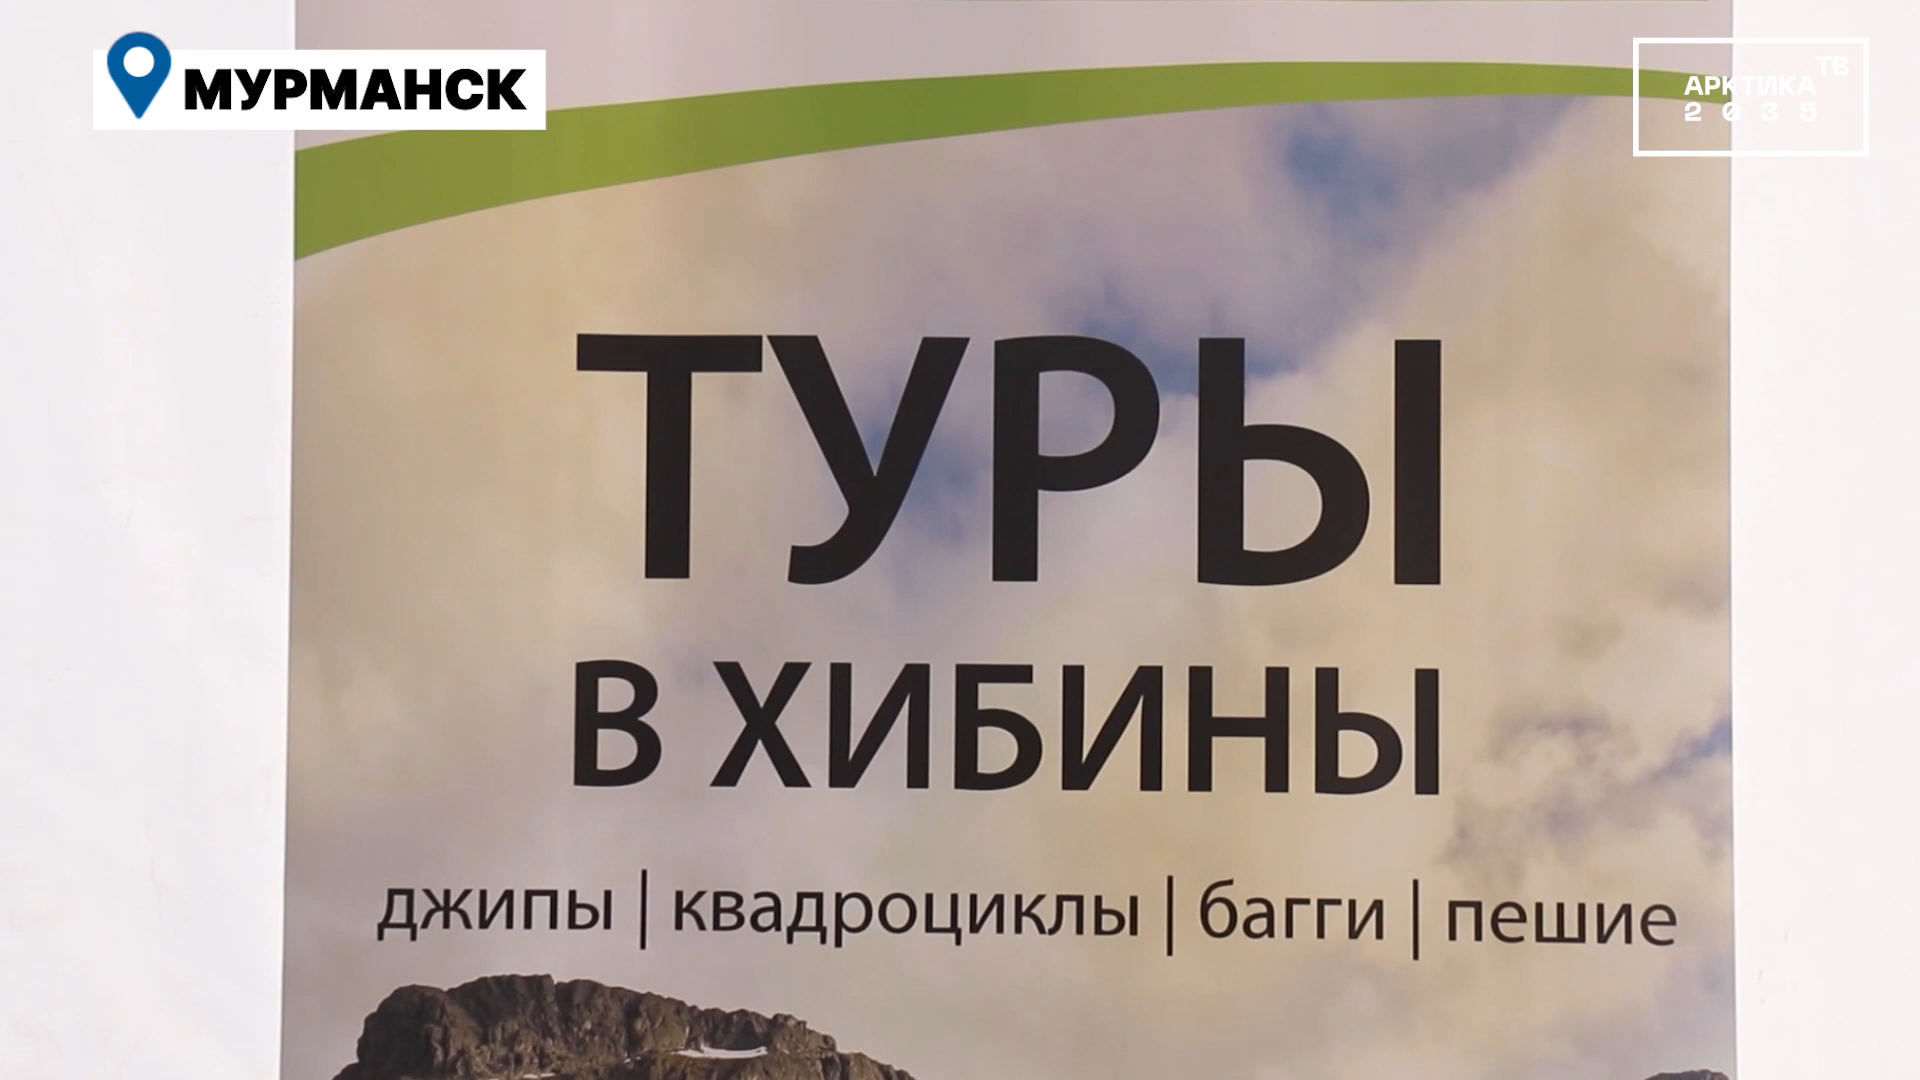 МУРМАНСК
АРКТИКА ТВ
2035
ТУРЫ
В ХИБИНЫ
джипы | квадроциклы | багги | пешие